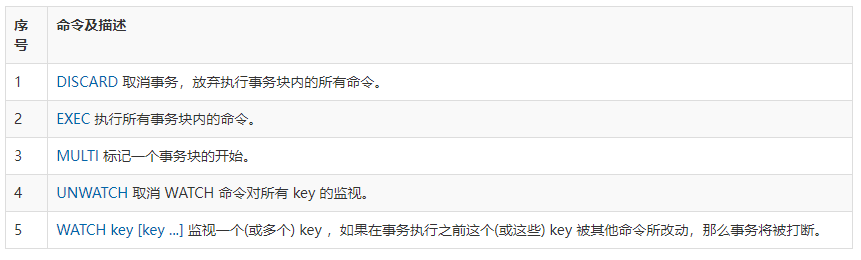 序号 命令及描述
1 DISCARD 取消事务，放弃执行事务块内的所有命令。
2 EXEC 执行所有事务块内的命令。
3 MULTI 标记一个事务块的开始。
4 UNWATCH 取消 WATCH 命令对所有 key 的监视。
5 WATCH key [key ...] 监视一个(或多个) key ，如果在事务执行之前这个(或这些) key 被其他命令所改动，那么事务将被打断。